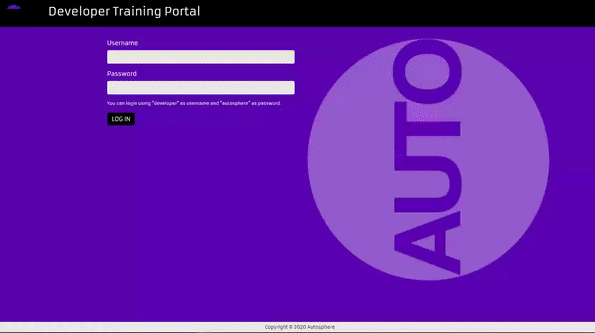 Developer Training Portal
Username
Password
You can login using "developer" as username and "autosphere" as password.
LOG IN
AUTO
Copyright © 2020 Autosphere